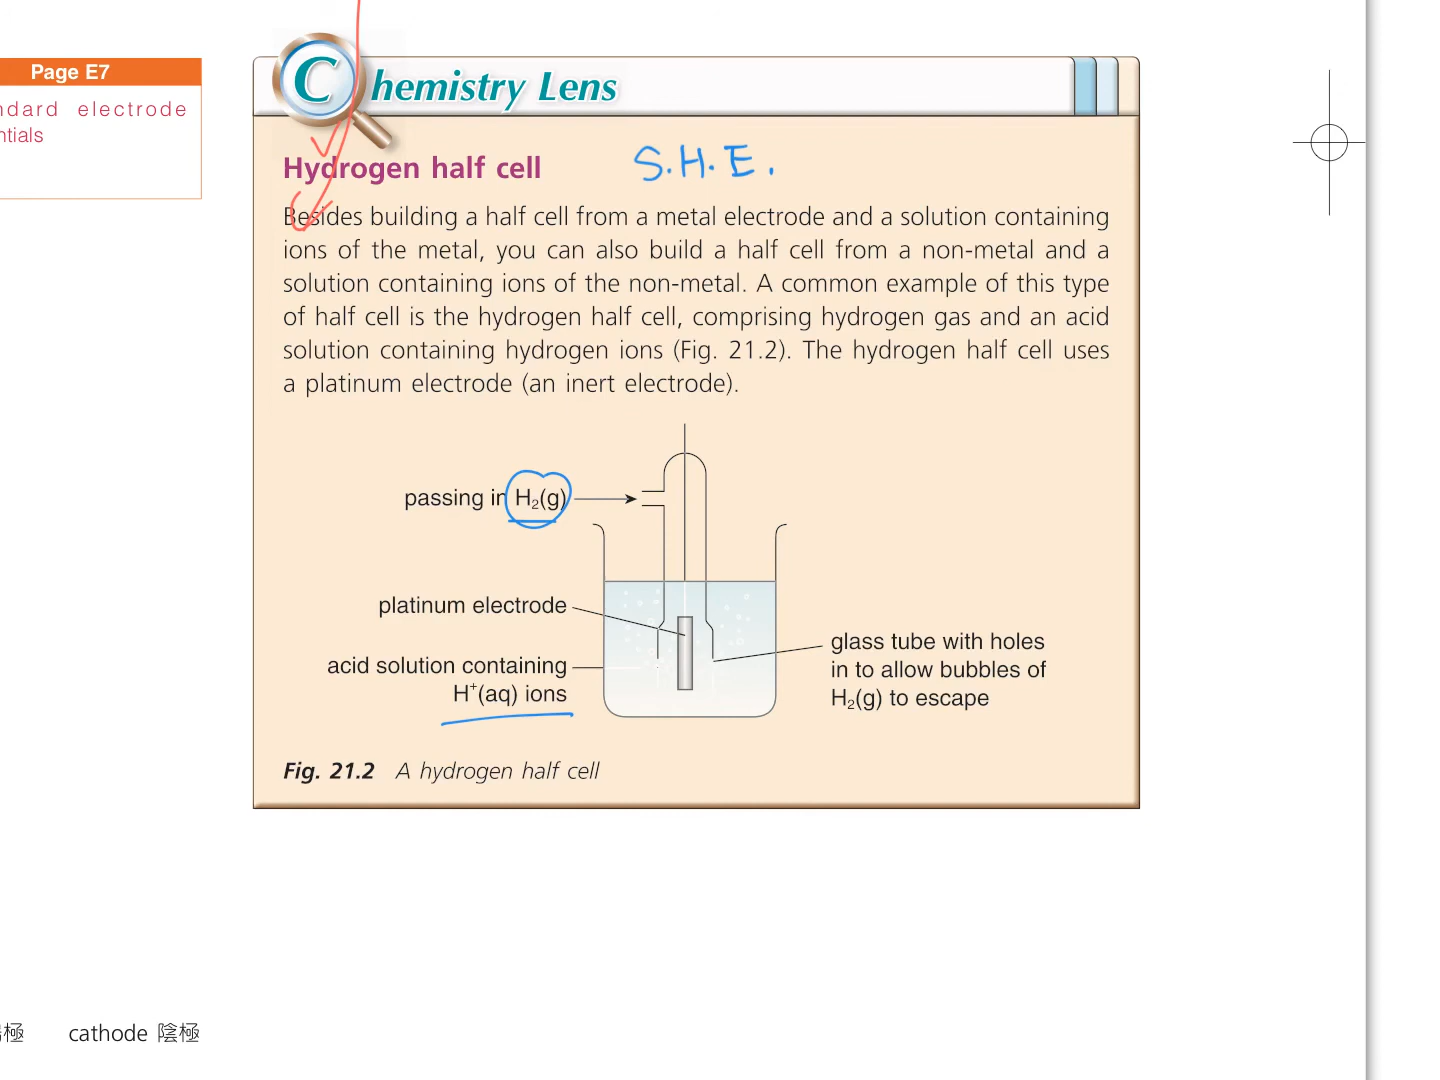 Page E7
ndard electrode
ntials
Chemistry Lens
Hydrogen half cell
S.H.E.
Besides building a half cell from a metal electrode and a solution containing
ions of the metal, you can also build a half cell from a non-metal and a
solution containing ions of the non-metal. A common example of this type
of half cell is the hydrogen half cell, comprising hydrogen gas and an acid
solution containing hydrogen ions (Fig. 21.2). The hydrogen half cell uses
a platinum electrode (an inert electrode).
passing in H₂(g)
platinum electrode
acid solution containing
H⁺(aq) ions
glass tube with holes
in to allow bubbles of
H₂(g) to escape
Fig. 21.2 A hydrogen half cell
極 cathode 陰極